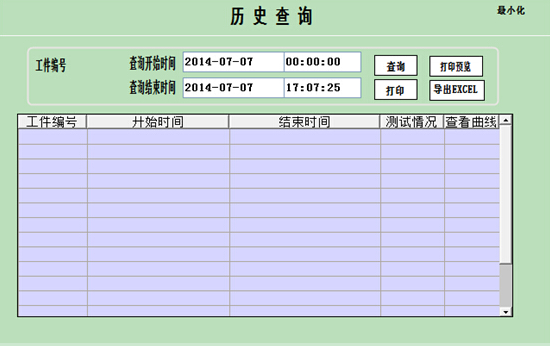 历史查询
最小化
工件编号 查询开始时间 2014-07-07 00:00:00 查询 打印预览
查询结束时间 2014-07-07 17:07:25 打印 导出EXCEL
工件编号 开始时间 结束时间 测试情况 查看曲线